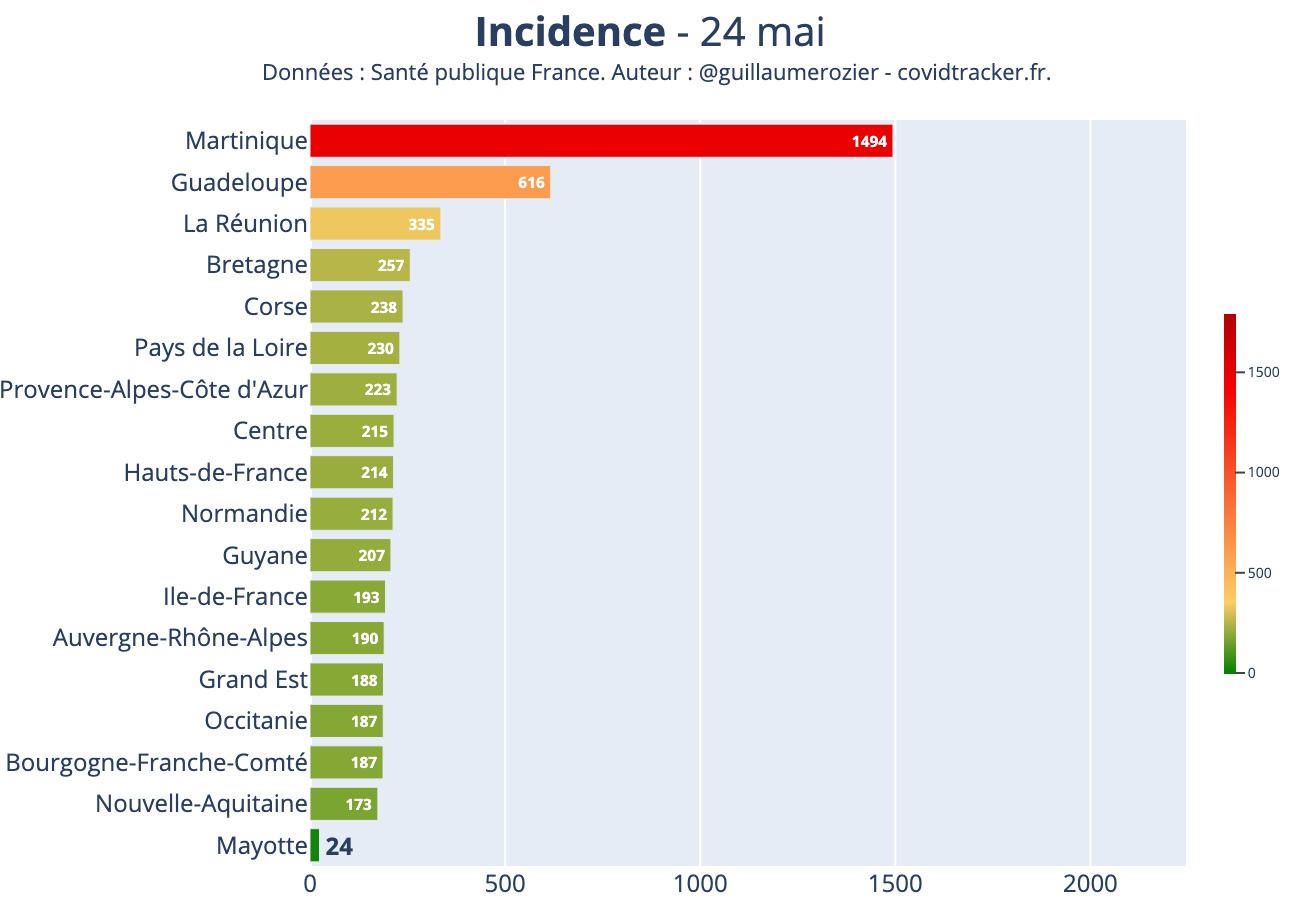 Incidence - 24 mai
Données : Santé publique France. Auteur : @guillaumerozier - covidtracker.fr.
Martinique 1494
Guadeloupe 616
La Réunion 335
Bretagne 257
Corse 238
Pays de la Loire 230
Provence-Alpes-Côte d'Azur 223
Centre 215
Hauts-de-France 214
Normandie 212
Guyane 207
Ile-de-France 193
Auvergne-Rhône-Alpes 190
Grand Est 188
Occitanie 187
Bourgogne-Franche-Comté 187
Nouvelle-Aquitaine 173
Mayotte 24
0 500 1000 1500 2000
1500
1000
500
0